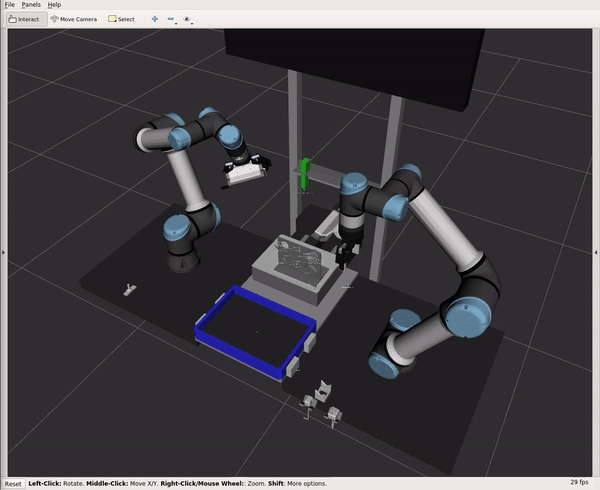 File Panels Help
Interact Move Camera Select
Reset Left-Click: Rotate. Middle-Click: Move X/Y. Right-Click/Mouse Wheel:: Zoom. Shift: More options. 29 fps